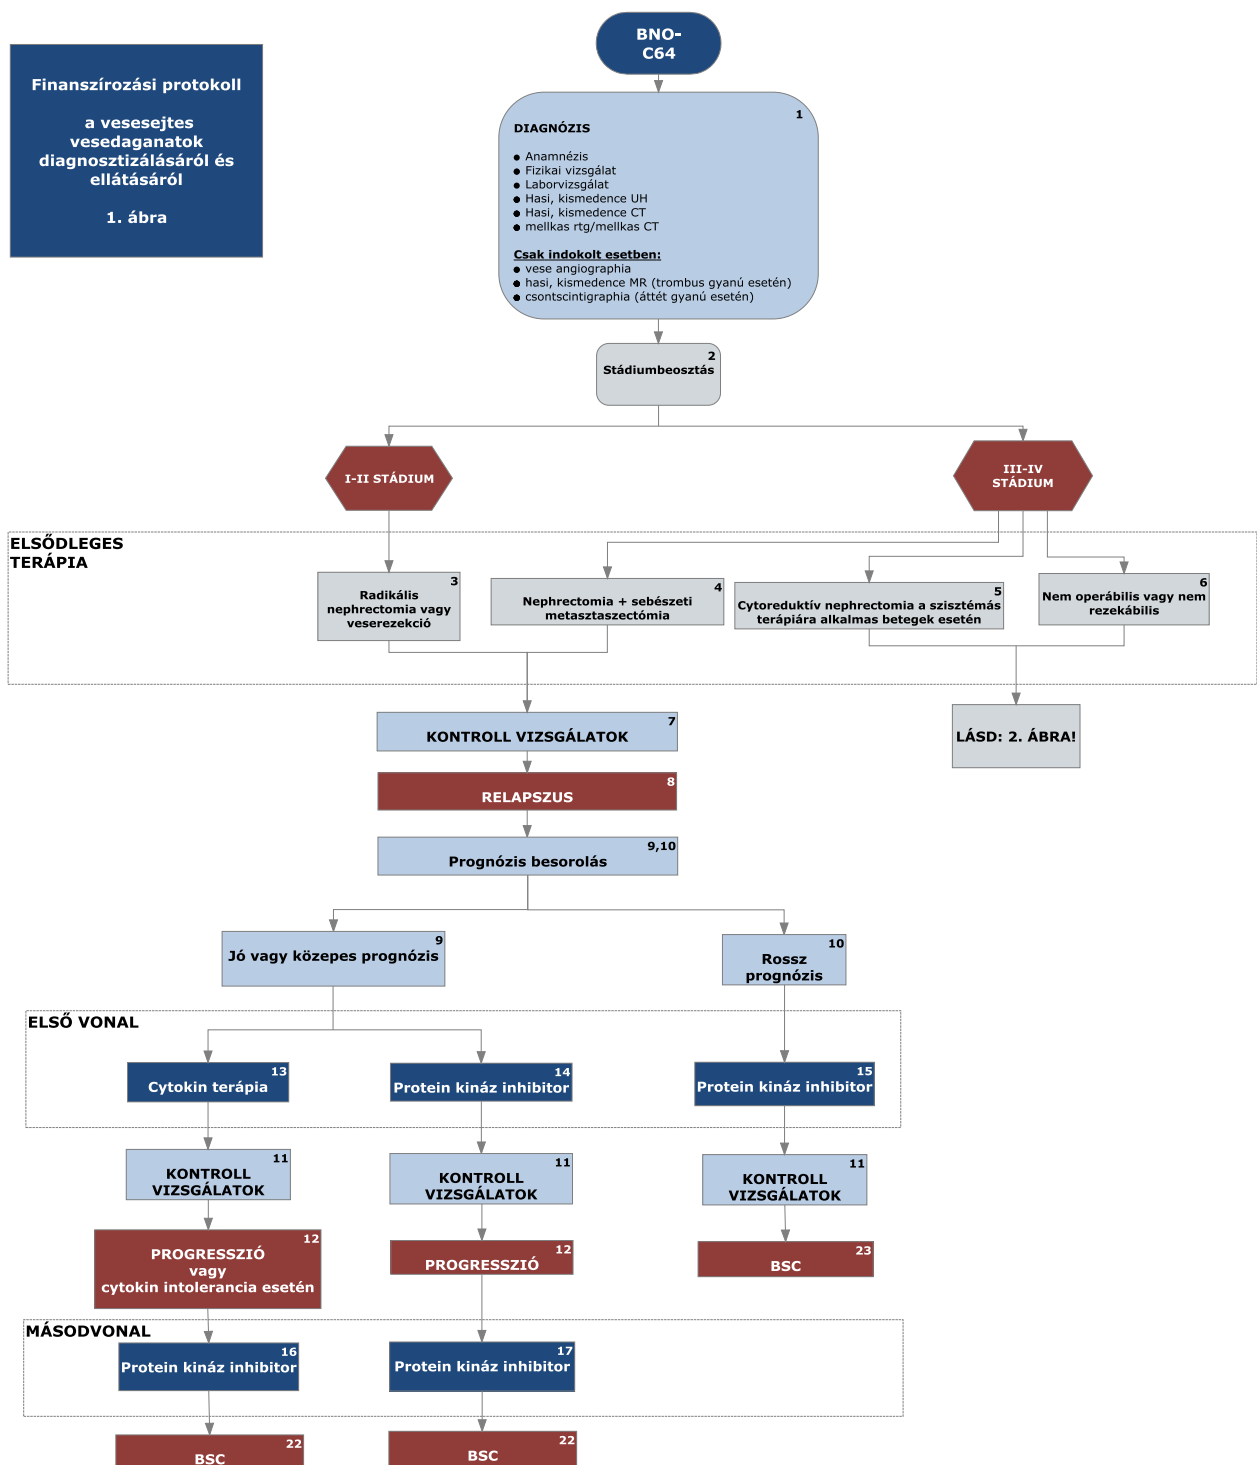 BNO-
C64
Finanszírozási protokoll
a vesesejtes
vesedaganatok
diagnosztizálásáról és
ellátásáról
1. ábra
1
DIAGNÓZIS
● Anamnézis
● Fizikai vizsgálat
● Laborvizsgálat
● Hasi, kismedence UH
● Hasi, kismedence CT
● mellkas rtg/mellkas CT
Csak indokolt esetben:
● vese angiographia
● hasi, kismedence MR (trombus gyanú esetén)
● csontscintigraphia (áttét gyanú esetén)
2
Stádiumbeosztás
I-II STÁDIUM
III-IV
STÁDIUM
ELSŐDLEGES
TERÁPIA
3
Radikális
nephrectomia vagy
veserezekció
4
Nephrectomia + sebészeti
metasztaszectómia
5
Cytoreduktív nephrectomia a szisztémás
terápiára alkalmas betegek esetén
6
Nem operábilis vagy nem
rezekábilis
7
KONTROLL VIZSGÁLATOK
LÁSD: 2. ÁBRA!
8
RELAPSZUS
9,10
Prognózis besorolás
9
Jó vagy közepes prognózis
10
Rossz
prognózis
ELSŐ VONAL
13
Cytokin terápia
14
Protein kináz inhibitor
15
Protein kináz inhibitor
11
KONTROLL
VIZSGÁLATOK
11
KONTROLL
VIZSGÁLATOK
11
KONTROLL
VIZSGÁLATOK
12
PROGRESSZIÓ
vagy
cytokin intolerancia esetén
12
PROGRESSZIÓ
23
BSC
MÁSODVONAL
16
Protein kináz inhibitor
17
Protein kináz inhibitor
22
BSC
22
BSC